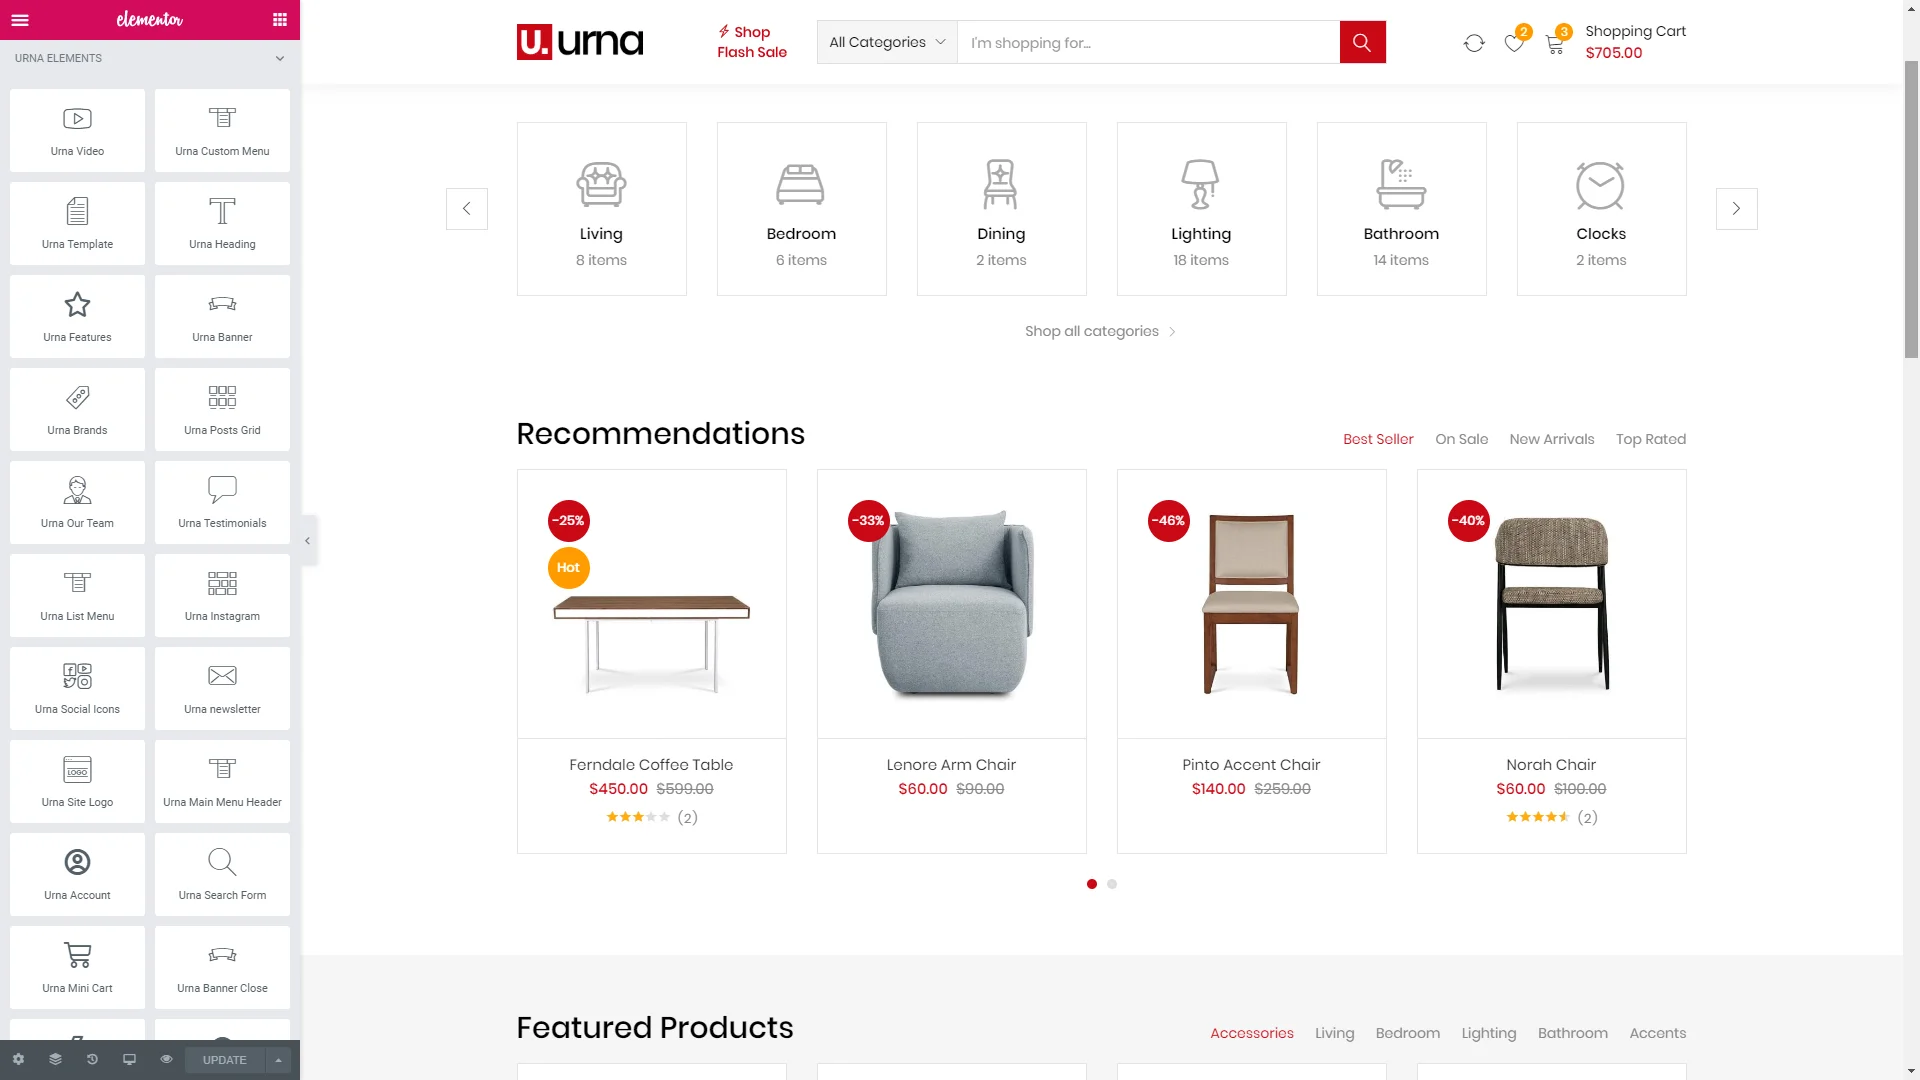 elementor
URNA ELEMENTS
Urna Video
Urna Custom Menu
Urna Template
Urna Heading
Urna Features
Urna Banner
Urna Brands
Urna Posts Grid
Urna Our Team
Urna Testimonials
Urna List Menu
Urna Instagram
Urna Social Icons
Urna newsletter
LOGO
Urna Site Logo
Urna Main Menu Header
Urna Account
Urna Search Form
Urna Mini Cart
Urna Banner Close
UPDATE
U. urna
Shop
Flash Sale
All Categories
I'm shopping for...
2
3
Shopping Cart
$705.00
Living
8 items
Bedroom
6 items
Dining
2 items
Lighting
18 items
Bathroom
14 items
Clocks
2 items
Shop all categories
Recommendations
Best Seller On Sale New Arrivals Top Rated
-25%
Hot
Ferndale Coffee Table
$450.00 $599.00
(2)
-33%
Lenore Arm Chair
$60.00 $90.00
-46%
Pinto Accent Chair
$140.00 $259.00
-40%
Norah Chair
$60.00 $100.00
(2)
Featured Products
Accessories Living Bedroom Lighting Bathroom Accents